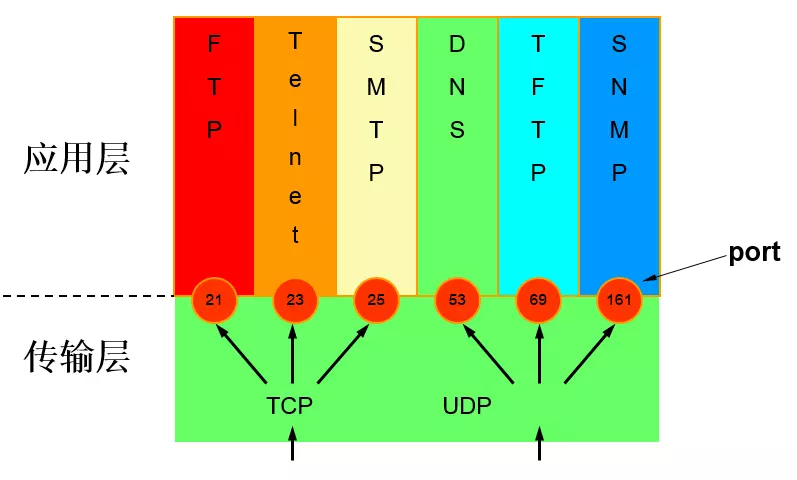 FTP
Telnet
SMTP
DNS
TFTP
SNMP
应用层
port
21
23
25
53
69
161
传输层
TCP
UDP